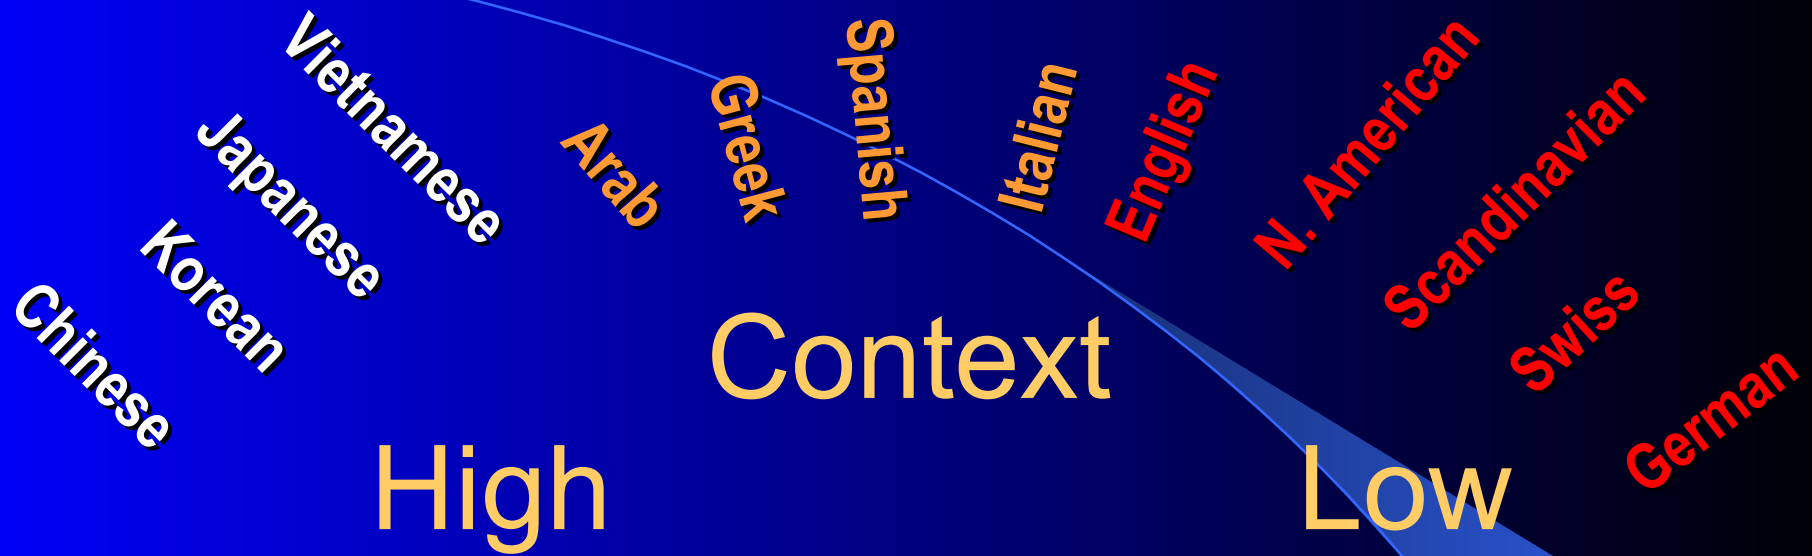 Chinese
Korean
Japanese
Vietnamese
Arab
Greek
Spanish
Italian
English
N. American
Scandinavian
Swiss
German
Context
High
Low